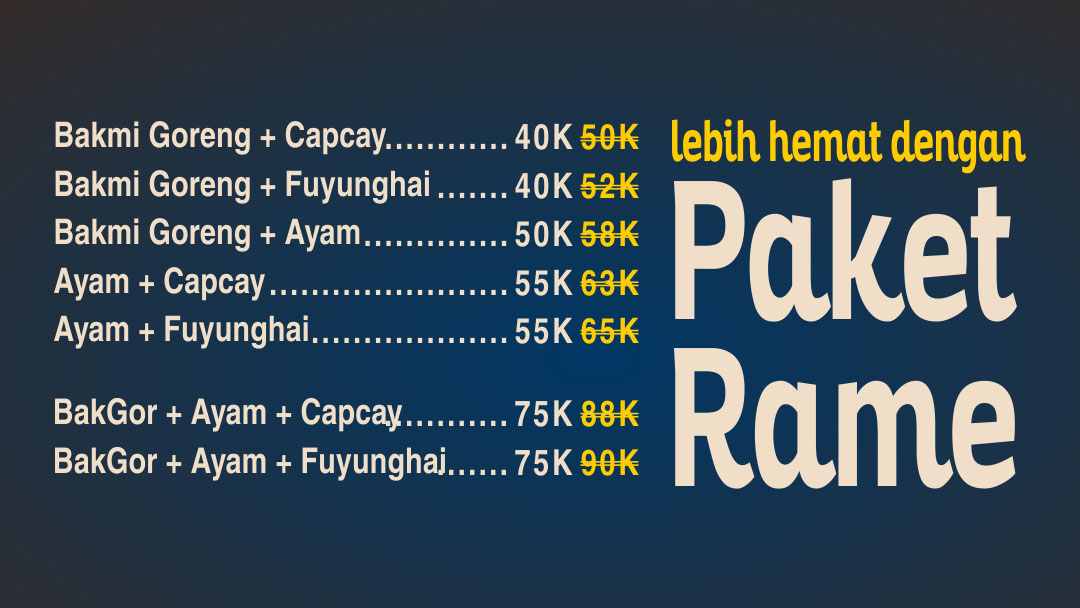 Bakmi Goreng + Capcay............ 40K 50K
Bakmi Goreng + Fuyunghai ....... 40K 52K
Bakmi Goreng + Ayam.............. 50K 58K
Ayam + Capcay ....................... 55K 63K
Ayam + Fuyunghai................... 55K 65K
BakGor + Ayam + Capcay............ 75K 88K
BakGor + Ayam + Fuyunghai....... 75K 90K
lebih hemat dengan
Paket
Rame